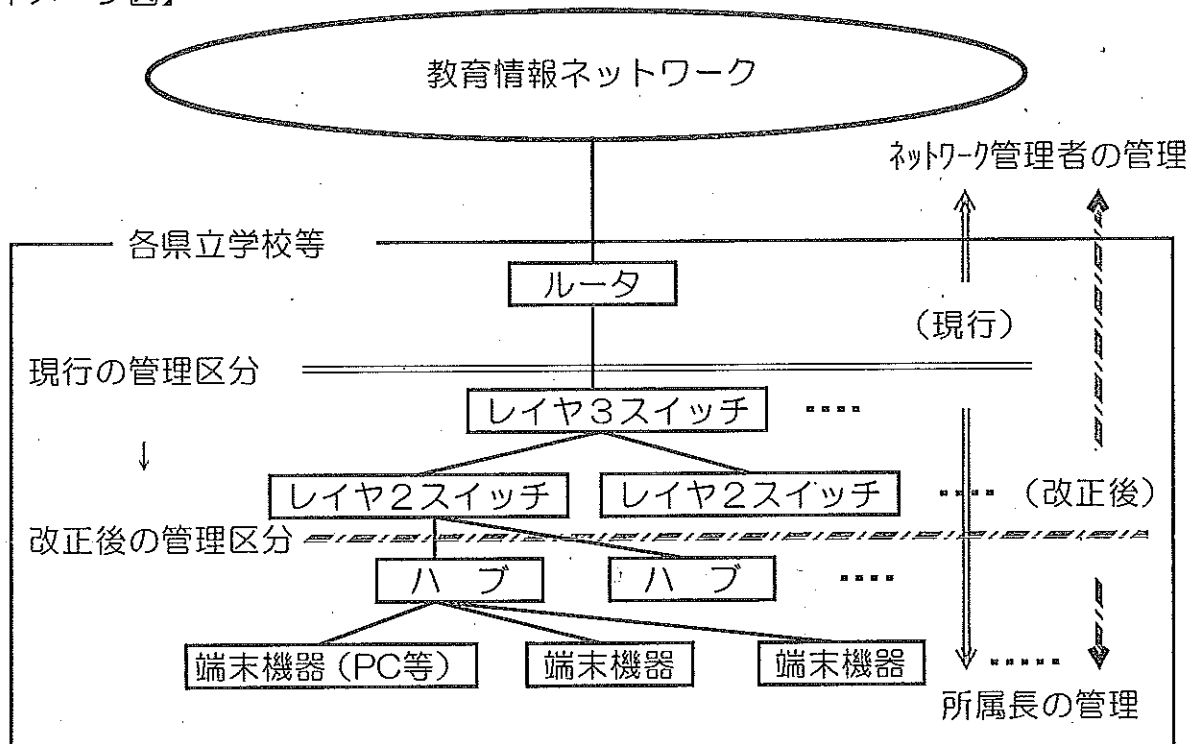 イメージ図】
教育情報ネットワーク
ネットワーク管理者の管理
各県立学校等
ルータ
（現行）
現行の管理区分
レイヤ３スイッチ ････
↓
レイヤ２スイッチ レイヤ２スイッチ ････ （改正後）
改正後の管理区分
ハ　ブ ハ　ブ ････
端末機器（PC等） 端末機器 端末機器 ･････
所属長の管理